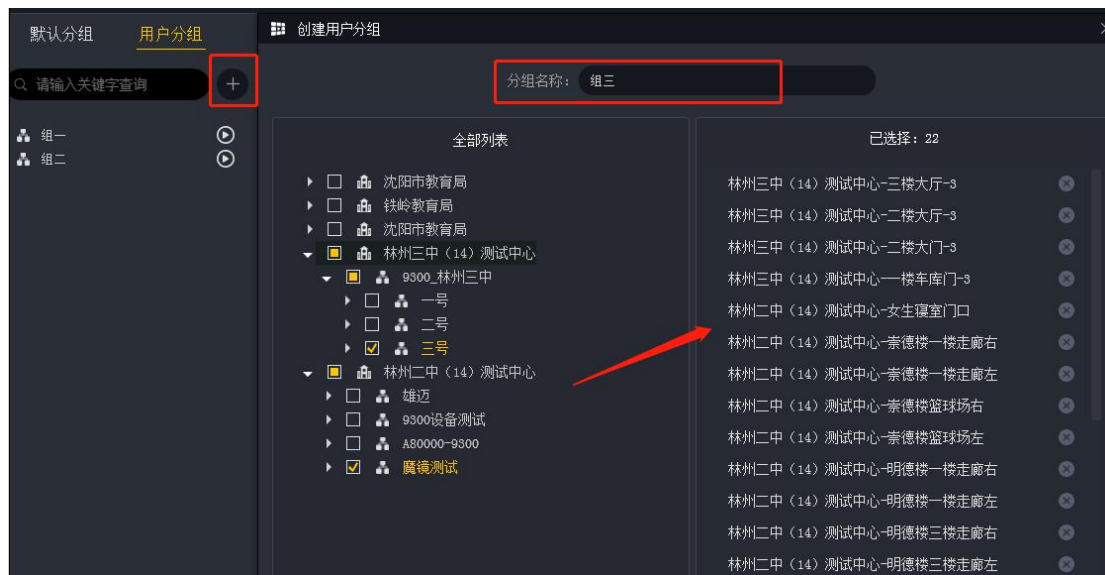 默认分组 用户分组
请输入关键字查询
组一
组二
创建用户分组
分组名称: 组三
全部列表
沈阳市教育局
铁岭教育局
沈阳市教育局
林州三中（14）测试中心
9300_林州三中
一号
二号
三号
林州二中（14）测试中心
雄迈
9300设备测试
A80000-9300
魔镜测试
已选择: 22
林州三中（14）测试中心-三楼大厅-3
林州三中（14）测试中心-二楼大厅-3
林州三中（14）测试中心-二楼大门-3
林州三中（14）测试中心-一楼车库门-3
林州二中（14）测试中心-女生寝室门口
林州二中（14）测试中心-崇德楼一楼走廊右
林州二中（14）测试中心-崇德楼一楼走廊左
林州二中（14）测试中心-崇德楼篮球场右
林州二中（14）测试中心-崇德楼篮球场左
林州二中（14）测试中心-明德楼一楼走廊右
林州二中（14）测试中心-明德楼一楼走廊左
林州二中（14）测试中心-明德楼三楼走廊右
林州二中（14）测试中心-明德楼三楼走廊左